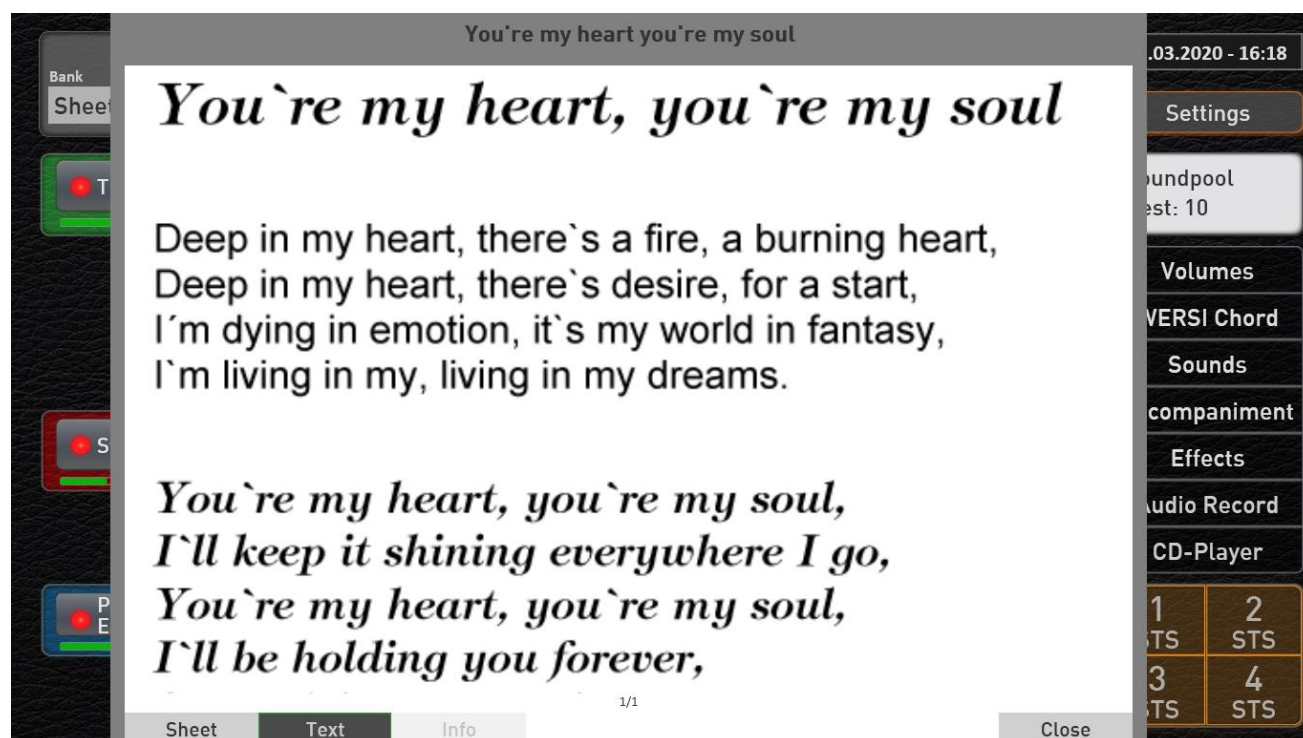 You're my heart you're my soul
.03.2020 - 16:18
Bank
Sheet
Settings
You`re my heart, you`re my soul
T
oundpool
est: 10
Deep in my heart, there`s a fire, a burning heart,
Deep in my heart, there`s desire, for a start,
I´m dying in emotion, it`s my world in fantasy,
I`m living in my, living in my dreams.
Volumes
WERSI Chord
Sounds
companiment
Effects
Audio Record
CD-Player
S
You`re my heart, you`re my soul,
I`ll keep it shining everywhere I go,
You`re my heart, you`re my soul,
I`ll be holding you forever,
P
E
1
STS
2
STS
3
STS
4
STS
1/1
Sheet
Text
Info
Close